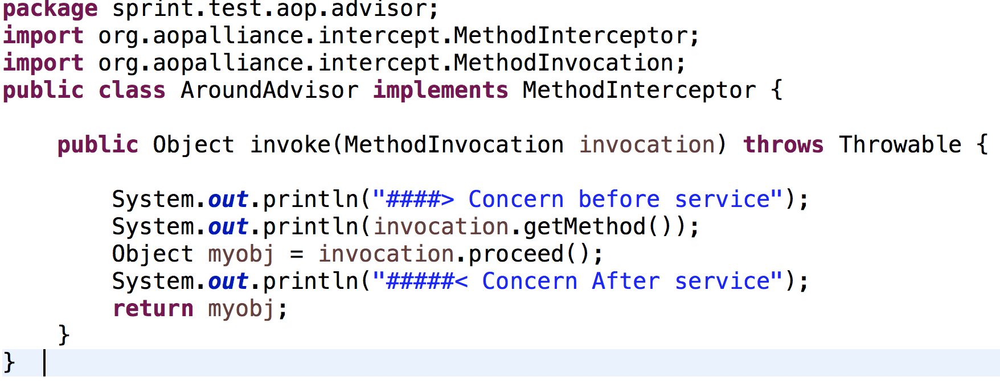 package sprint.test.aop.advisor;
import org.aopalliance.intercept.MethodInterceptor;
import org.aopalliance.intercept.MethodInvocation;
public class AroundAdvisor implements MethodInterceptor {
public Object invoke(MethodInvocation invocation) throws Throwable {
System.out.println("####> Concern before service");
System.out.println(invocation.getMethod());
Object myobj = invocation.proceed();
System.out.println("#####< Concern After service");
return myobj;
}
}